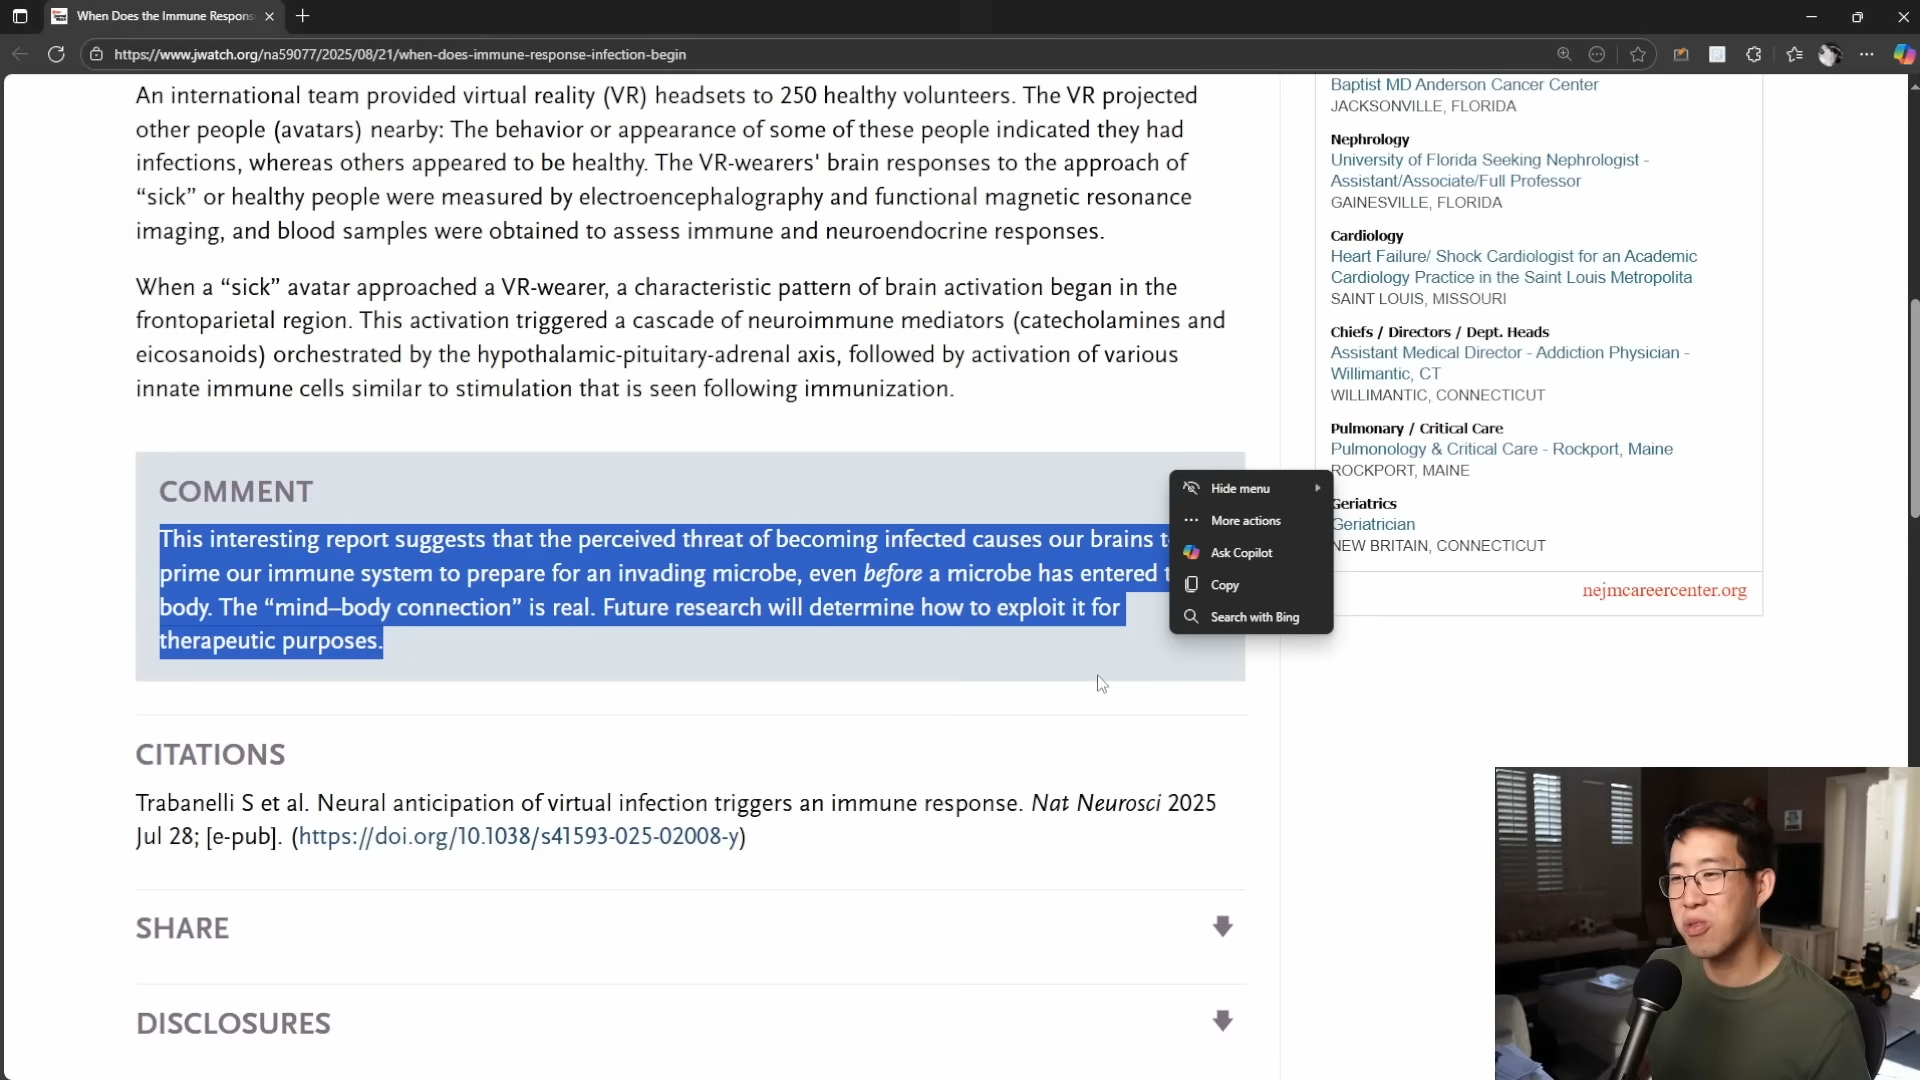 When Does the Immune Respons
https://www.jwatch.org/na59077/2025/08/21/when-does-immune-response-infection-begin
An international team provided virtual reality (VR) headsets to 250 healthy volunteers. The VR projected
other people (avatars) nearby: The behavior or appearance of some of these people indicated they had
infections, whereas others appeared to be healthy. The VR-wearers' brain responses to the approach of
“sick” or healthy people were measured by electroencephalography and functional magnetic resonance
imaging, and blood samples were obtained to assess immune and neuroendocrine responses.
When a “sick” avatar approached a VR-wearer, a characteristic pattern of brain activation began in the
frontoparietal region. This activation triggered a cascade of neuroimmune mediators (catecholamines and
eicosanoids) orchestrated by the hypothalamic-pituitary-adrenal axis, followed by activation of various
innate immune cells similar to stimulation that is seen following immunization.
COMMENT
This interesting report suggests that the perceived threat of becoming infected causes our brains
prime our immune system to prepare for an invading microbe, even before a microbe has entered
body. The “mind–body connection” is real. Future research will determine how to exploit it for
therapeutic purposes.
Hide menu
More actions
Ask Copilot
Copy
Search with Bing
CITATIONS
Trabanelli S et al. Neural anticipation of virtual infection triggers an immune response. Nat Neurosci 2025
Jul 28; [e-pub]. (https://doi.org/10.1038/s41593-025-02008-y)
SHARE
DISCLOSURES
Baptist MD Anderson Cancer Center
JACKSONVILLE, FLORIDA
Nephrology
University of Florida Seeking Nephrologist -
Assistant/Associate/Full Professor
GAINESVILLE, FLORIDA
Cardiology
Heart Failure/ Shock Cardiologist for an Academic
Cardiology Practice in the Saint Louis Metropolita
SAINT LOUIS, MISSOURI
Chiefs / Directors / Dept. Heads
Assistant Medical Director - Addiction Physician -
Willimantic, CT
WILLIMANTIC, CONNECTICUT
Pulmonary / Critical Care
Pulmonology & Critical Care - Rockport, Maine
ROCKPORT, MAINE
Geriatrics
Geriatrician
NEW BRITAIN, CONNECTICUT
nejmcareercenter.org